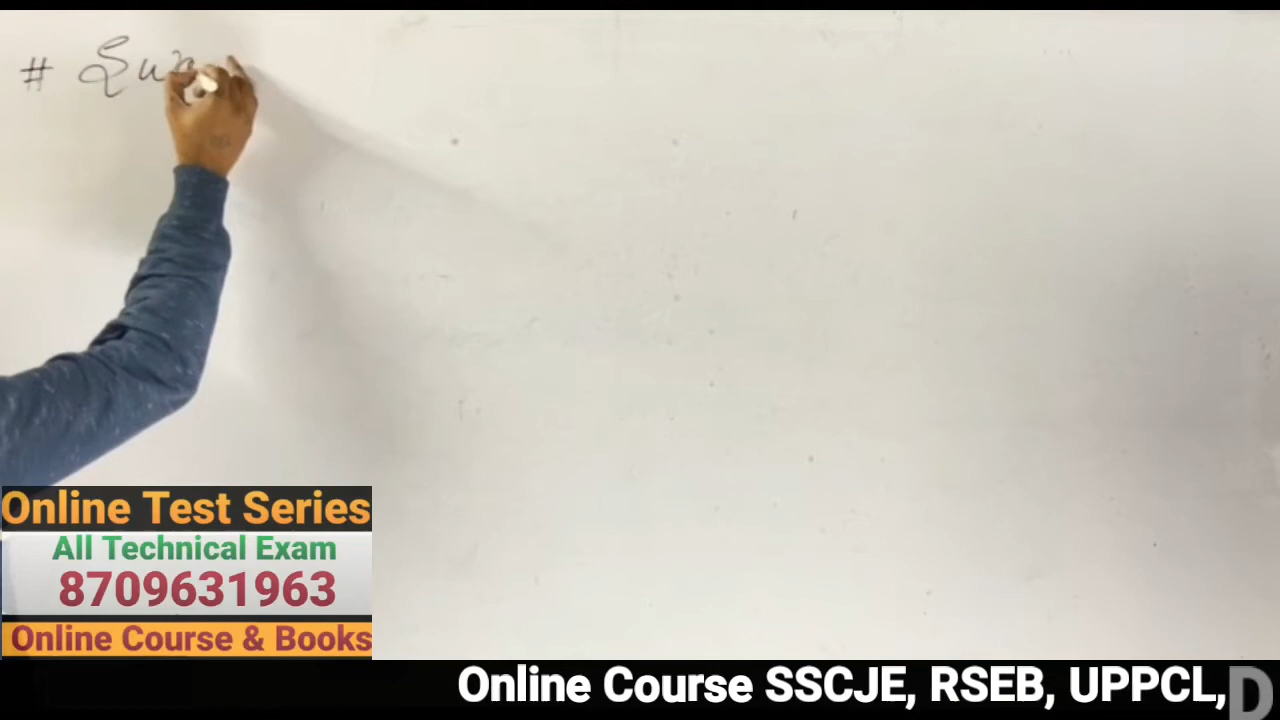 #
Online Test Series
All Technical Exam
8709631963
Online Course & Books
Online Course SSCJE, RSEB, UPPCL, D